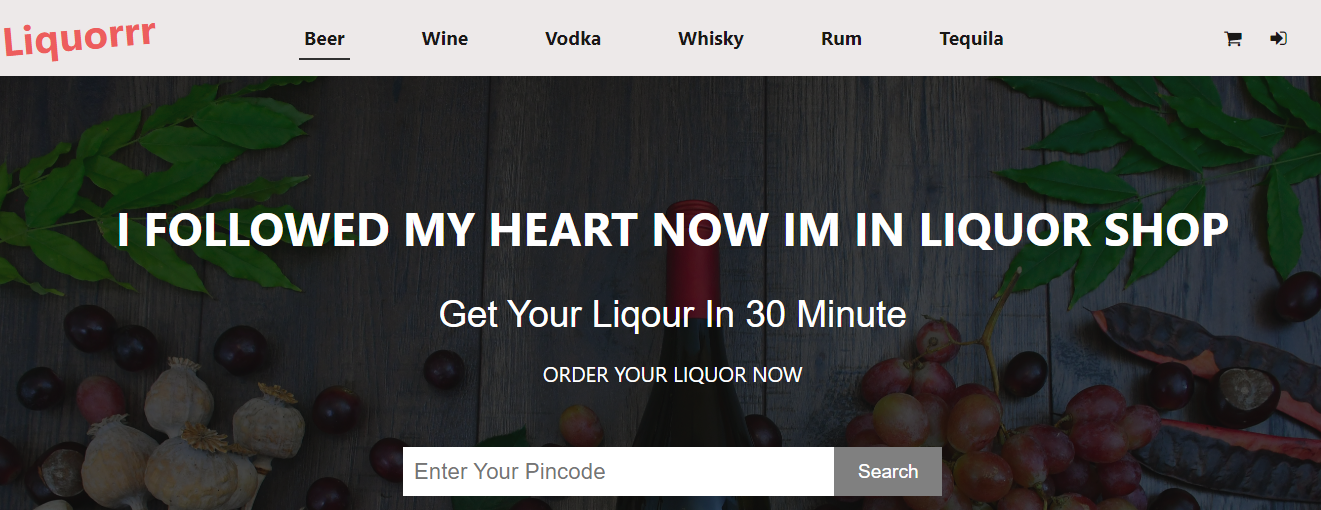 Liquorrr
Beer Wine Vodka Whisky Rum Tequila
I FOLLOWED MY HEART NOW IM IN LIQUOR SHOP
Get Your Liqour In 30 Minute
ORDER YOUR LIQUOR NOW
Enter Your Pincode Search